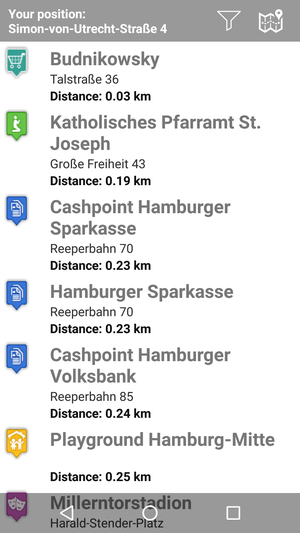 Your position:
Simon-von-Utrecht-Straße 4
Budnikowsky
Talstraße 36
Distance: 0.03 km
Katholisches Pfarramt St.
Joseph
Große Freiheit 43
Distance: 0.19 km
Cashpoint Hamburger
Sparkasse
Reeperbahn 70
Distance: 0.23 km
Hamburger Sparkasse
Reeperbahn 70
Distance: 0.23 km
Cashpoint Hamburger
Volksbank
Reeperbahn 85
Distance: 0.24 km
Playground Hamburg-Mitte
Distance: 0.25 km
Millerntorstadion
Harald-Stender-Platz